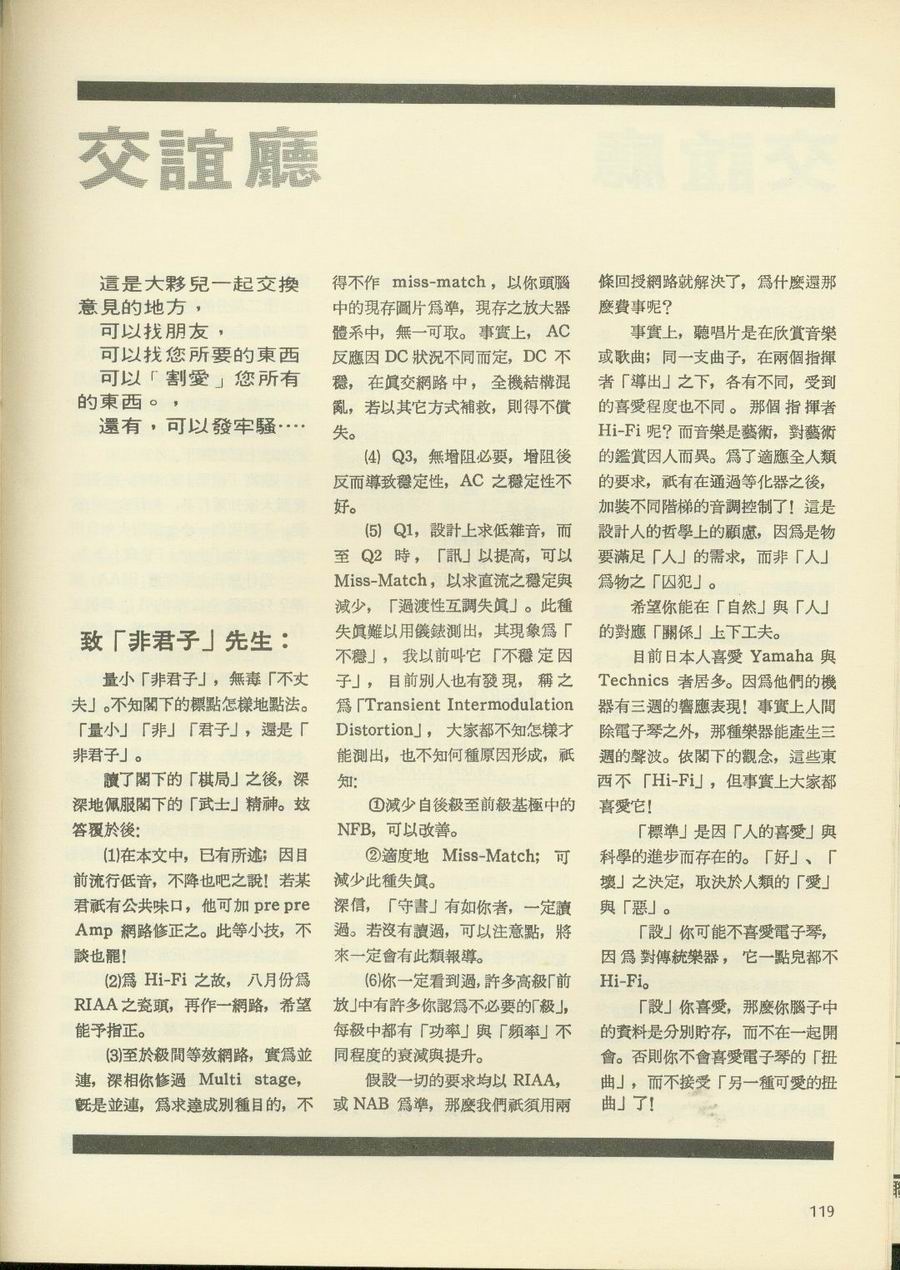 交誼廳
這是大夥兒一起交換
意見的地方，
可以找朋友，
可以找您所要的東西
可以「割愛」您所有
的東西。，
還有，可以發牢騷‥‥
致「非君子」先生：
量小「非君子」，無毒「不丈
夫」。不知閣下的標點怎樣地點法。
「量小」「非」「君子」，還是「
非君子」。
讀了閣下的「棋局」之後，深
深地佩服閣下的「武士」精神。玆
答覆於後:
(1)在本文中，已有所述；因目
前流行低音，不降也吧之說！若某
君祇有公共味口，他可加 pre pre
Amp 網路修正之。此等小技，不
談也罷!
(2)爲 Hi-Fi 之故， 八月份爲
RIAA 之瓷頭，再作一網路，希望
能予指正。
(3)至於級間等效網路，實爲並
連，深相你修過 Multi stage，
旣是並連，爲求達成別種目的，不
得不作 miss-match，以你頭腦
中的現存圖片爲準，現存之放大器
體系中，無一可取。事實上， AC
反應因 DC 狀況不同而定，DC 不
穩，在眞交網路中， 全機結構混
亂，若以其它方式補救，則得不償
失。
(4) Q3，無增阻必要，增阻後
反而導致穩定性，AC 之穩定性不
好。
(5) Q1，設計上求低雜音，而
至 Q2 時，「訊」以提高，可以
Miss-Match，以求直流之穩定與
減少，「過渡性互調失眞」。此種
失眞難以用儀錶測出，其現象爲「
不穩」， 我以前叫它「不穩定因
子」，目前別人也有發現， 稱之
爲「Transient Intermodulation
Distortion」， 大家都不知怎樣才
能測出，也不知何種原因形成，祇
知:
①減少自後級至前級基極中的
NFB，可以改善。
②適度地 Miss-Match；可
減少此種失眞。
深信，「守書」有如你者，一定讀
過。若沒有讀過，可以注意點，將
來一定會有此類報導。
(6)你一定看到過，許多高級「前
放」中有許多你認爲不必要的「級」，
每級中都有「功率」與「頻率」不
同程度的衰減與提升。
假設一切的要求均以 RIAA，
或 NAB 爲準，那麼我們祇須用兩
條回授網路就解決了，爲什麼還那
麼費事呢？
事實上，聽唱片是在欣賞音樂
或歌曲；同一支曲子，在兩個指揮
者「導出」之下，各有不同，受到
的喜愛程度也不同。那個指揮者
Hi-Fi 呢？而音樂是藝術，對藝術
的鑑賞因人而異。爲了適應全人類
的要求，祇有在通過等化器之後，
加裝不同階梯的音調控制了！這是
設計人的哲學上的顧慮，因爲是物
要滿足「人」的需求，而非「人」
爲物之「囚犯」。
希望你能在「自然」與「人」
的對應「關係」上下工夫。
目前日本人喜愛 Yamaha 與
Technics 者居多。因爲他們的機
器有三週的響應表現！事實上人間
除電子琴之外，那種樂器能產生三
週的聲波。依閣下的觀念，這些東
西不「Hi-Fi」，但事實上大家都
喜愛它!
「標準」是因「人的喜愛」與
科學的進步而存在的。「好」、「
壞」之決定，取決於人類的「愛」
與「惡」。
「設」你可能不喜愛電子琴，
因爲對傳統樂器，它一點兒都不
Hi-Fi。
「設」你喜愛，那麼你腦子中
的資料是分別貯存，而不在一起開
會。否則你不會喜愛電子琴的「扭
曲」，而不接受「另一種可愛的扭
曲」了!
119